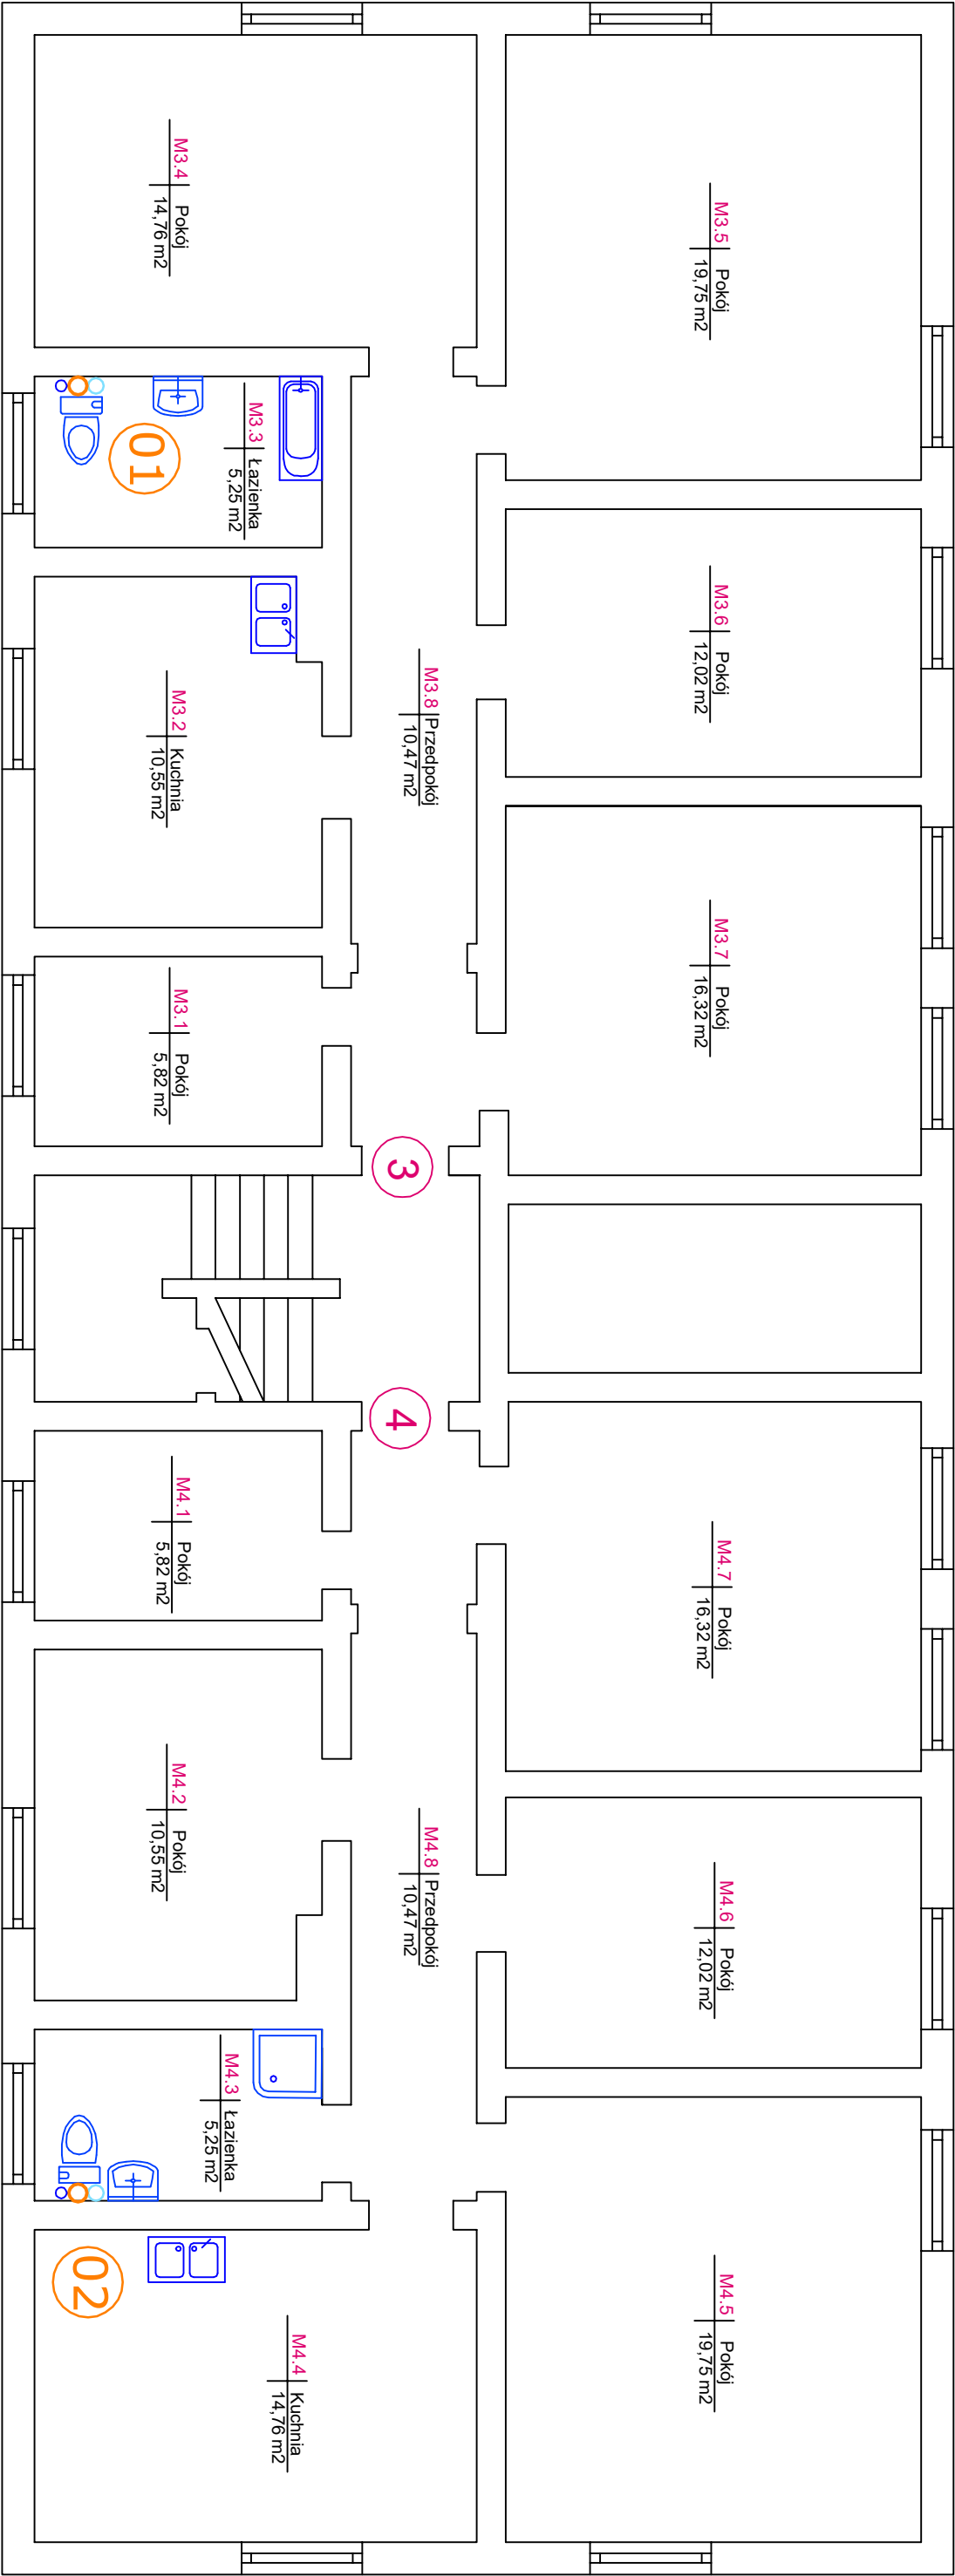 M3.5
Pokój
19,75 m2
M3.6
Pokój
12,02 m2
M3.7
Pokój
16,32 m2
M4.7
Pokój
16,32 m2
M4.6
Pokój
12,02 m2
M4.5
Pokój
19,75 m2
M3.8
Przedpokój
10,47 m2
3
4
M4.8
Przedpokój
10,47 m2
M3.4
Pokój
14,76 m2
M3.3
Łazienka
5,25 m2
01
M3.2
Kuchnia
10,55 m2
M3.1
Pokój
5,82 m2
M4.1
Pokój
5,82 m2
M4.2
Pokój
10,55 m2
M4.3
Łazienka
5,25 m2
02
M4.4
Kuchnia
14,76 m2